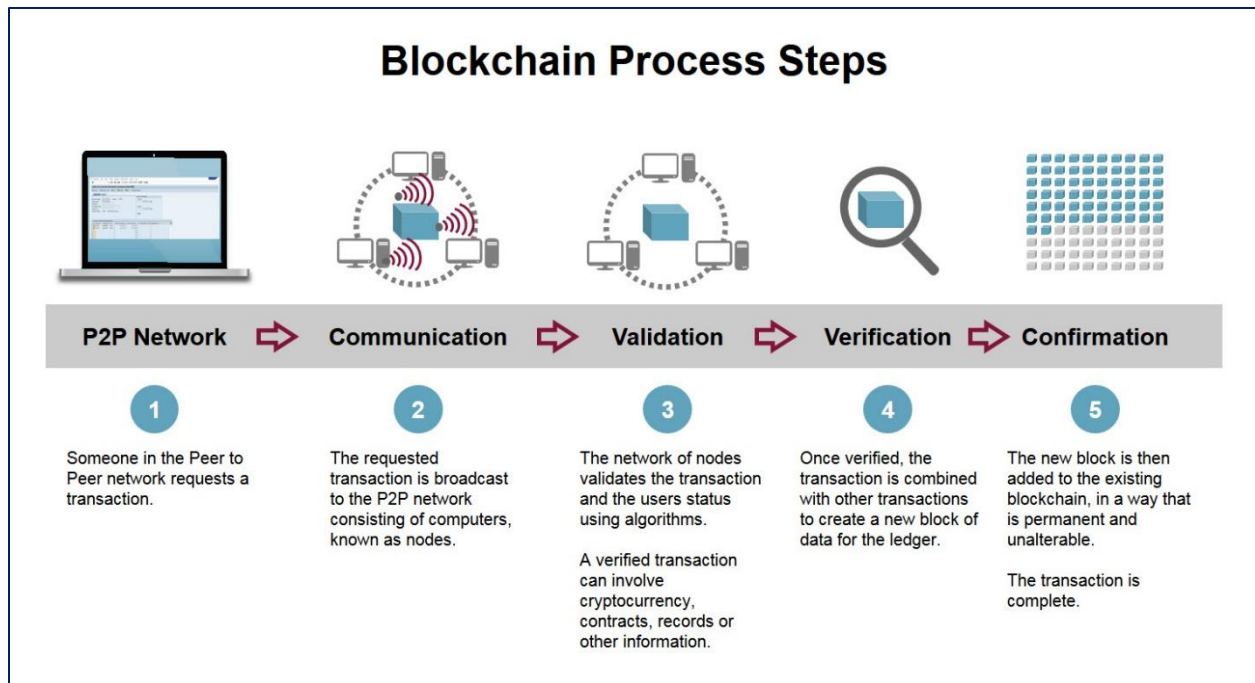 Blockchain Process Steps
P2P Network
Communication
Validation
Verification
Confirmation
1
Someone in the Peer to
Peer network requests a
transaction.
2
The requested
transaction is broadcast
to the P2P network
consisting of computers,
known as nodes.
3
The network of nodes
validates the transaction
and the users status
using algorithms.
A verified transaction
can involve
cryptocurrency,
contracts, records or
other information.
4
Once verified, the
transaction is combined
with other transactions
to create a new block of
data for the ledger.
5
The new block is then
added to the existing
blockchain, in a way that
is permanent and
unalterable.
The transaction is
complete.